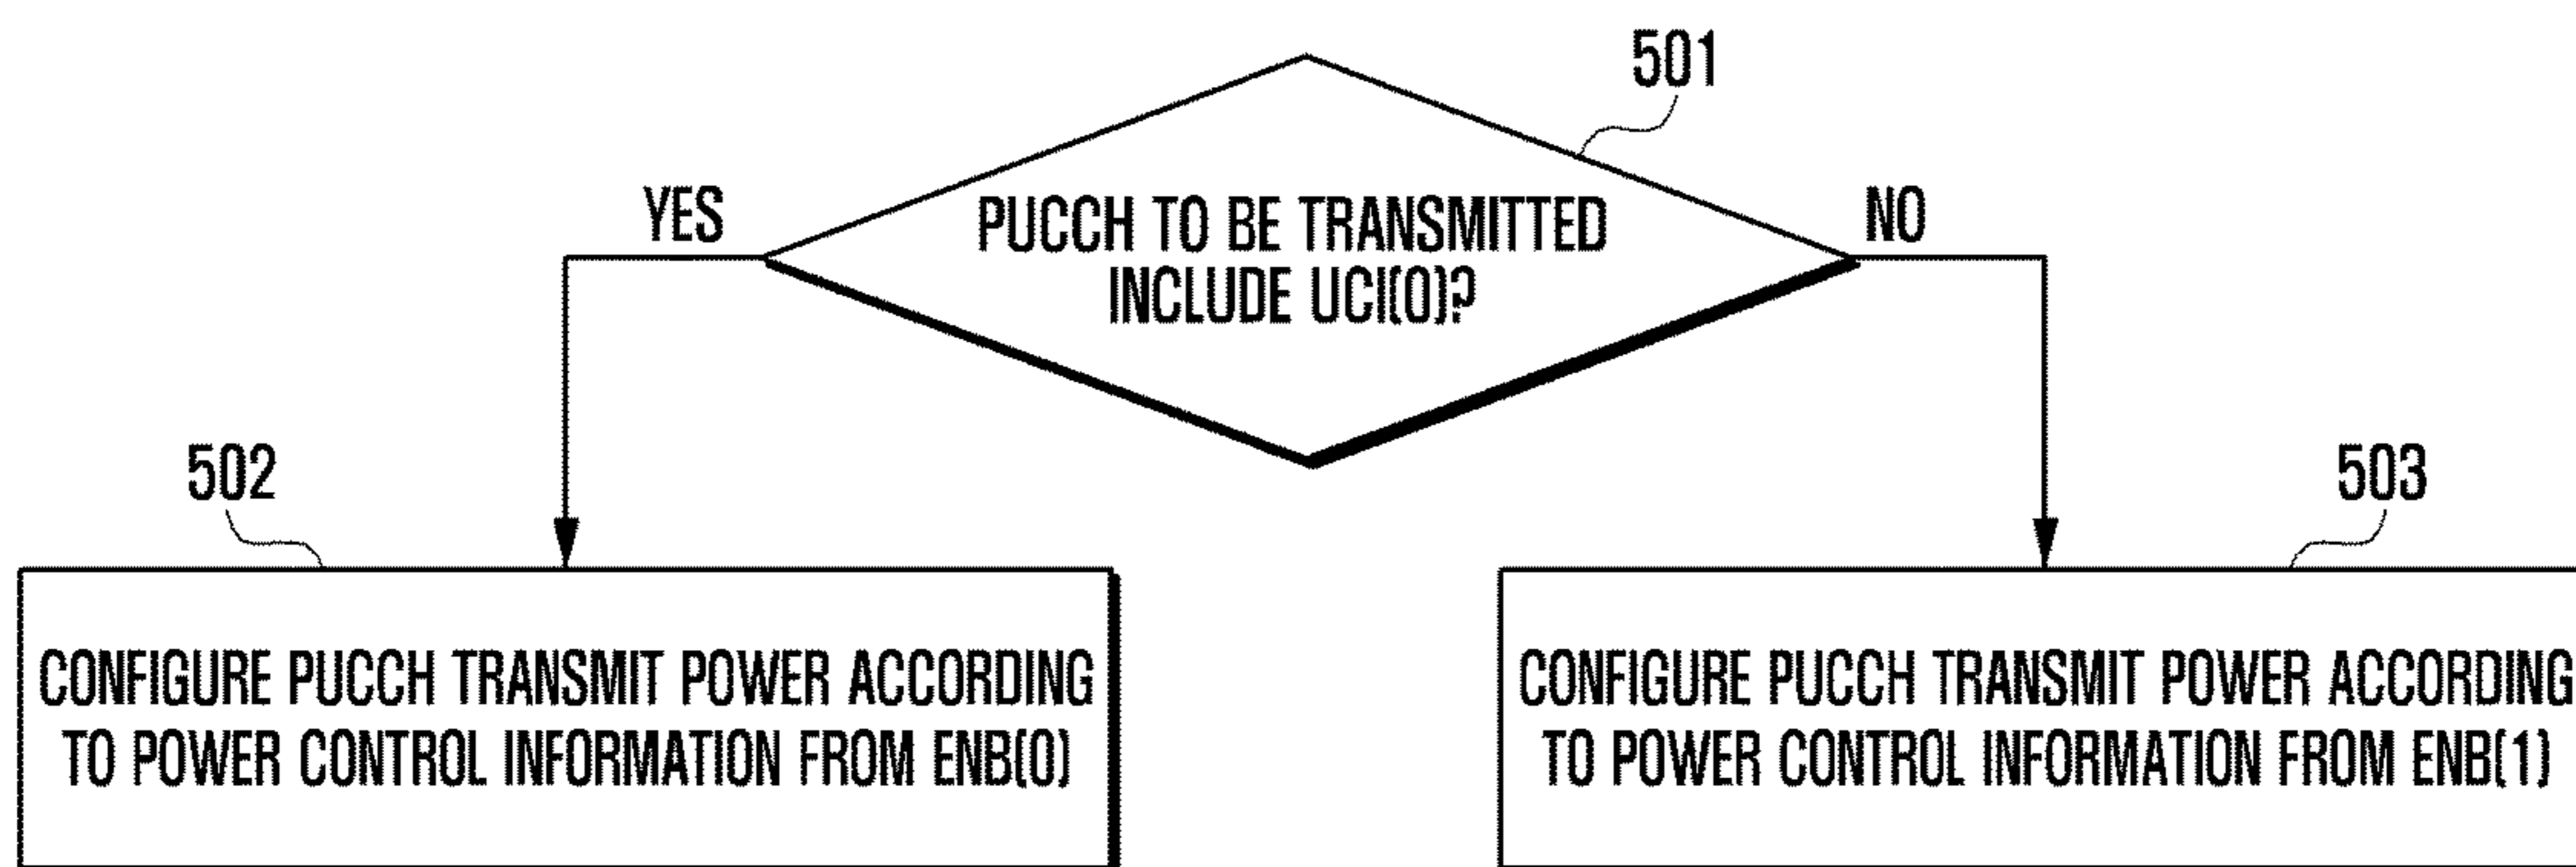 501
YES
PUCCH TO BE TRANSMITTED
INCLUDE UCI(0)?
NO
502
503
CONFIGURE PUCCH TRANSMIT POWER ACCORDING
TO POWER CONTROL INFORMATION FROM ENB(0)
CONFIGURE PUCCH TRANSMIT POWER ACCORDING
TO POWER CONTROL INFORMATION FROM ENB(1)